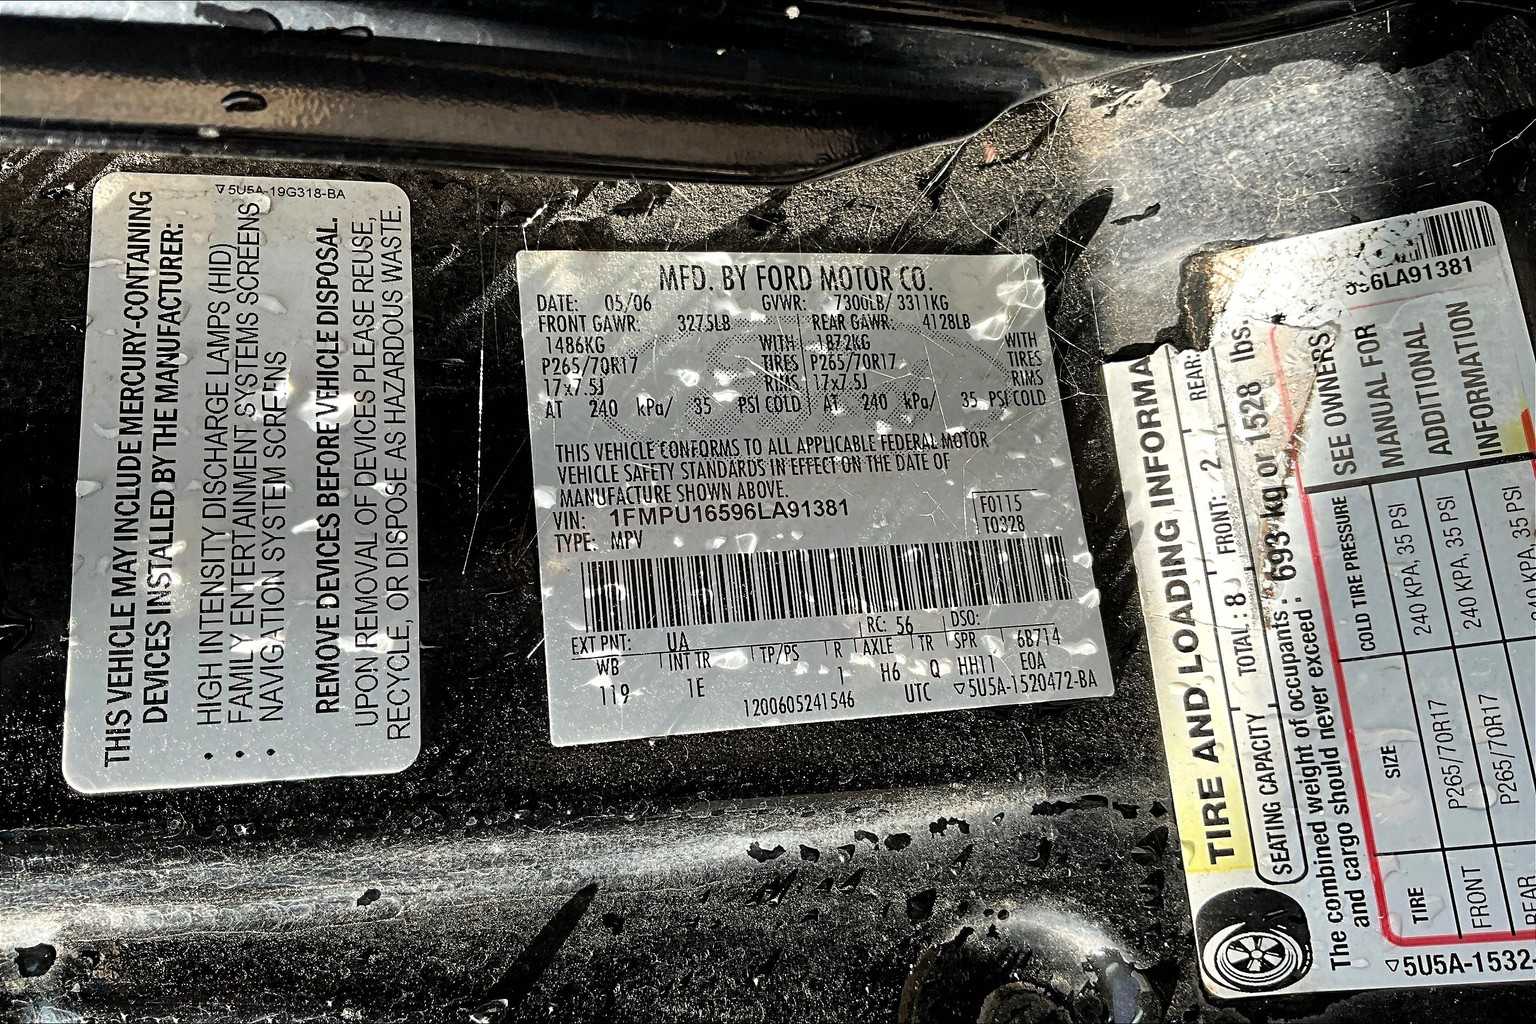 ▽5U5A-19G318-BA
THIS VEHICLE MAY INCLUDE MERCURY-CONTAINING
DEVICES INSTALLED BY THE MANUFACTURER:
• HIGH INTENSITY DISCHARGE LAMPS (HID)
• FAMILY ENTERTAINMENT SYSTEMS SCREENS
• NAVIGATION SYSTEM SCREENS
REMOVE DEVICES BEFORE VEHICLE DISPOSAL.
UPON REMOVAL OF DEVICES PLEASE REUSE,
RECYCLE, OR DISPOSE AS HAZARDOUS WASTE.
MFD. BY FORD MOTOR CO.
DATE: 05/06 GVWR: 7300LB/ 3311KG
FRONT GAWR: 3275LB REAR GAWR: 4128LB
1486KG WITH 1872KG WITH
P265/70R17 TIRES P265/70R17 TIRES
17x7.5J RIMS 17x7.5J RIMS
AT 240 kPa/ 35 PSI COLD AT 240 kPa/ 35 PSI COLD
THIS VEHICLE CONFORMS TO ALL APPLICABLE FEDERAL MOTOR
VEHICLE SAFETY STANDARDS IN EFFECT ON THE DATE OF
MANUFACTURE SHOWN ABOVE.
VIN: 1FMPU16596LA91381
TYPE: MPV
F0115
T0328
EXT PNT: UA RC: 56 DSO:
WB INT TR TP/PS R AXLE TR SPR 6B714
119 1E 1 H6 Q HH11 E0A
1200605241546 UTC ▽5U5A-1520472-BA
6LA91381
TIRE AND LOADING INFORMA
SEATING CAPACITY TOTAL: 8 FRONT: 2 REAR:
The combined weight of occupants
and cargo should never exceed : 693 kg or 1528 lbs.
TIRE SIZE COLD TIRE PRESSURE
FRONT P265/70R17 240 KPA, 35 PSI
REAR P265/70R17 240 KPA, 35 PSI
KPA, 35 PSI
SEE OWNERS
MANUAL FOR
ADDITIONAL
INFORMATION
▽5U5A-1532-